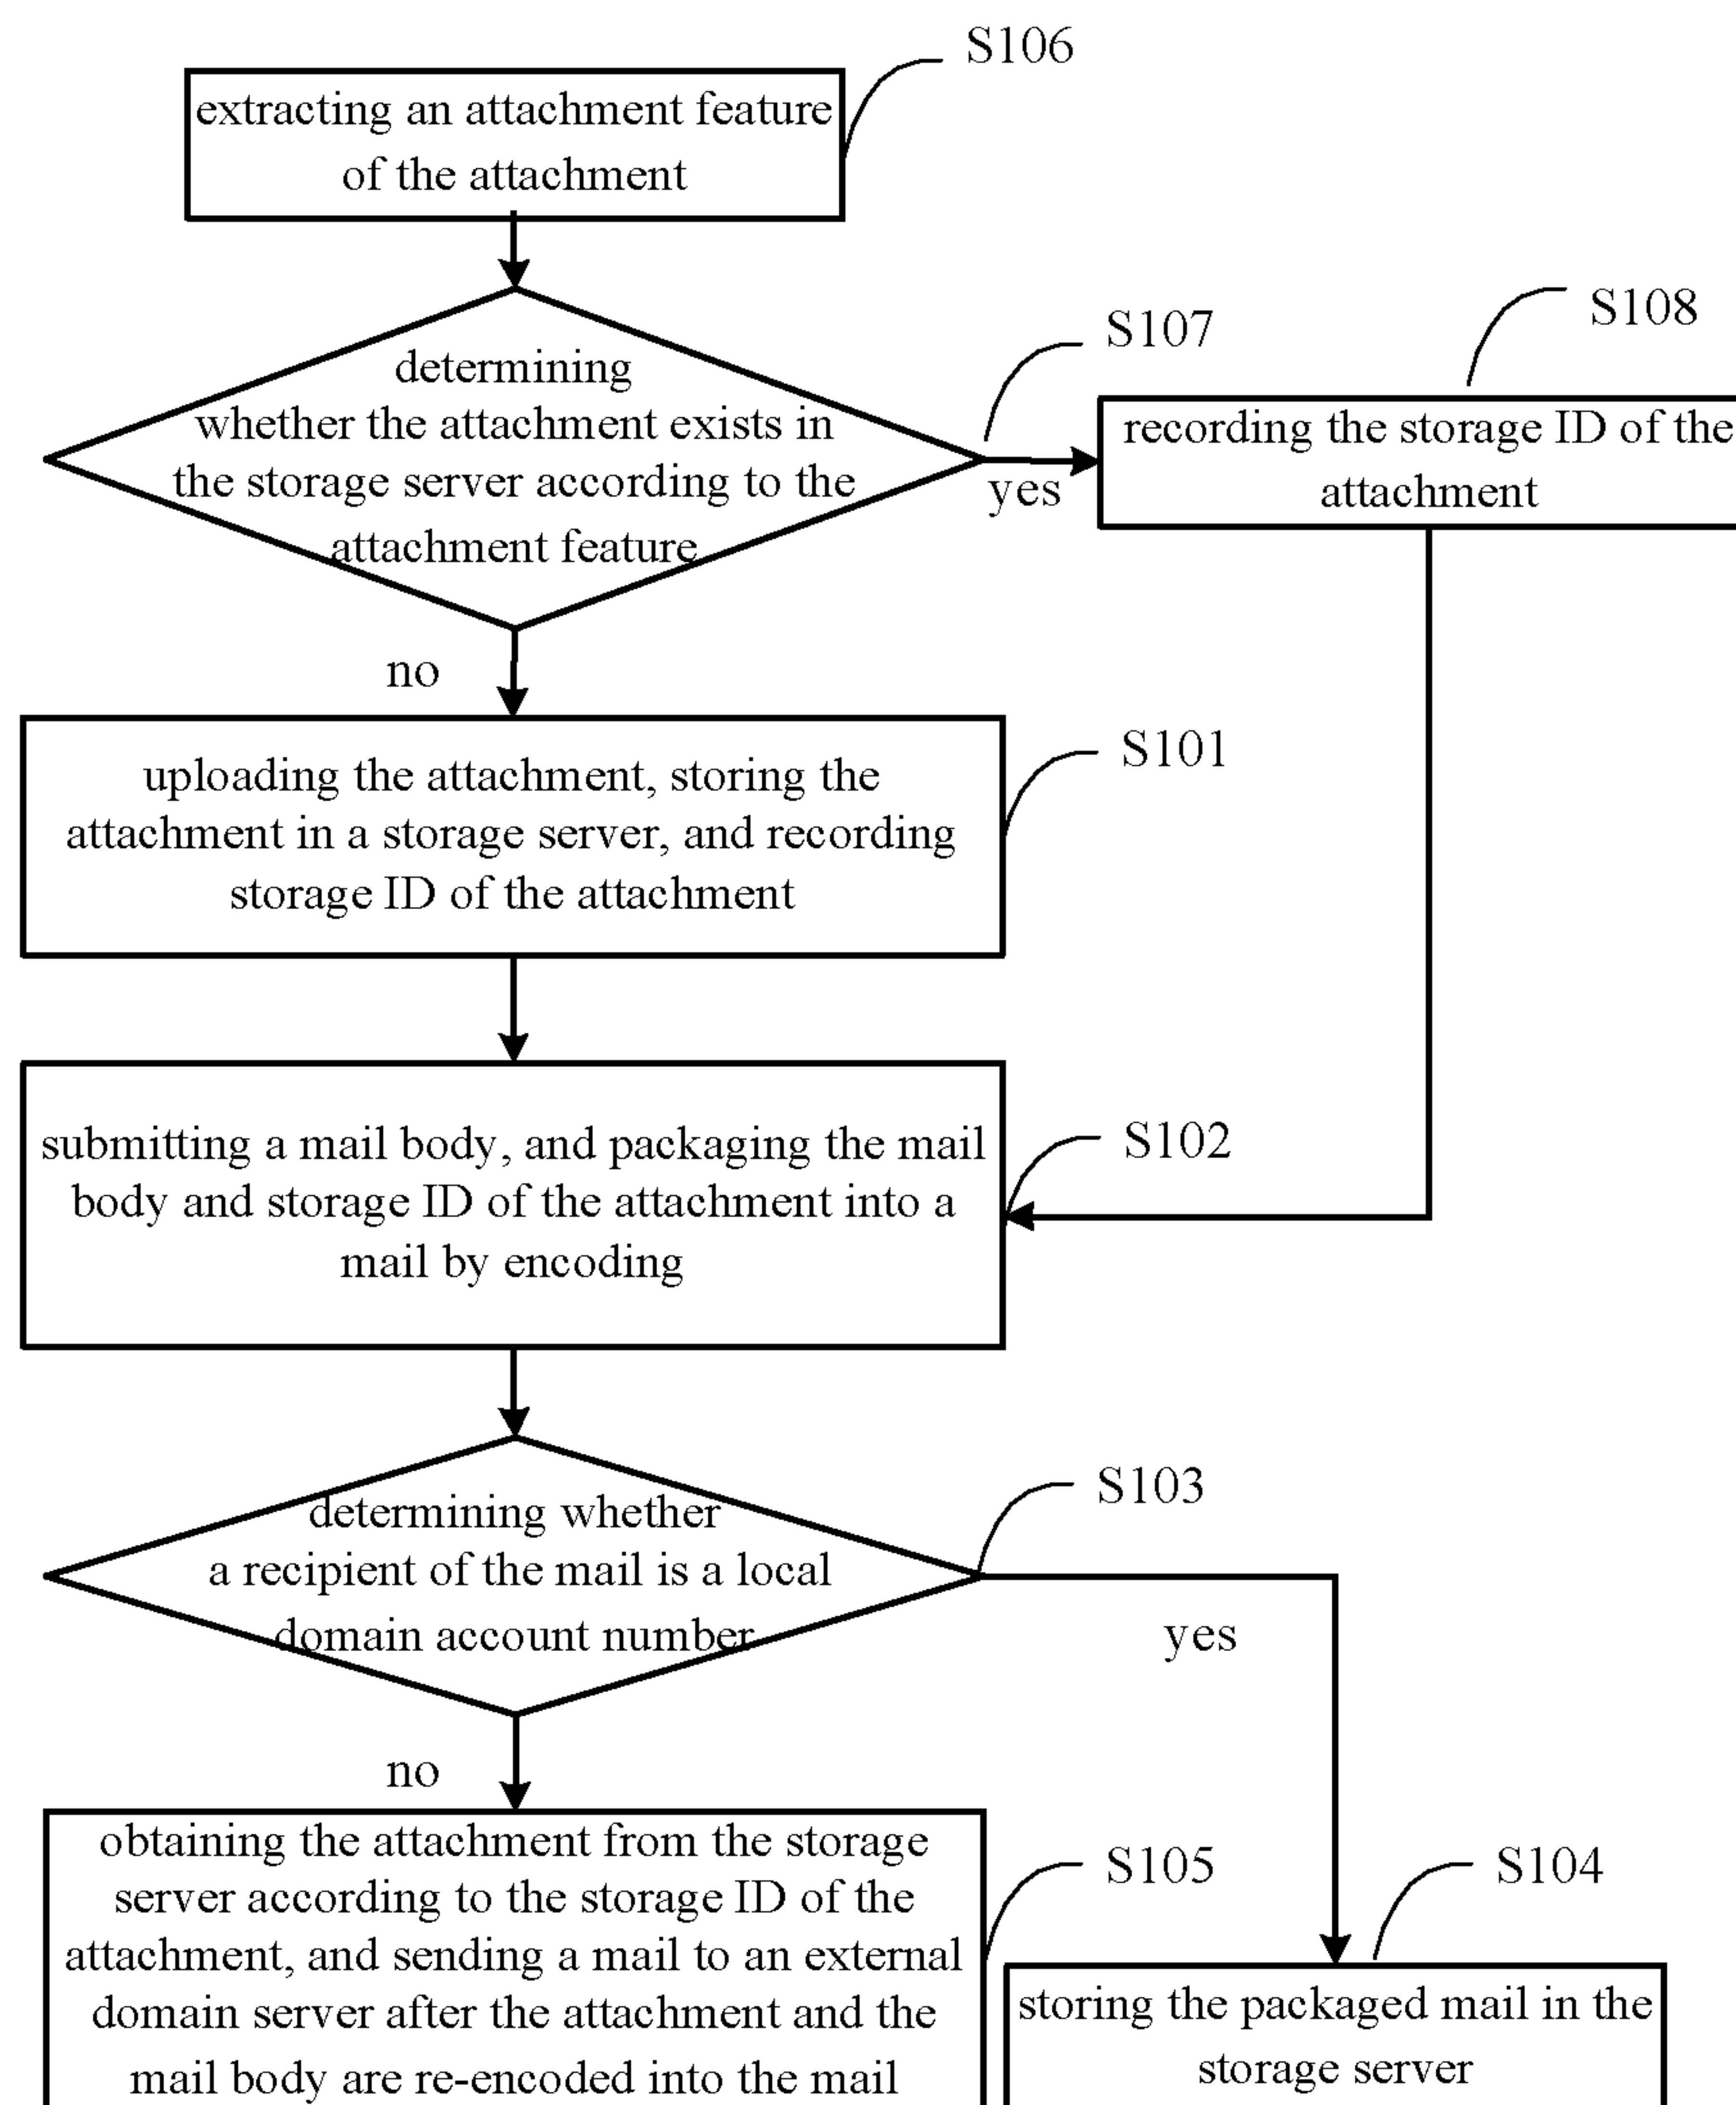 S106
extracting an attachment feature
of the attachment
S107
S108
determining
whether the attachment exists in
the storage server according to the
attachment feature
yes
recording the storage ID of the
attachment
no
S101
uploading the attachment, storing the
attachment in a storage server, and recording
storage ID of the attachment
S102
submitting a mail body, and packaging the mail
body and storage ID of the attachment into a
mail by encoding
S103
determining whether
a recipient of the mail is a local
domain account number
yes
no
S105
obtaining the attachment from the storage
server according to the storage ID of the
attachment, and sending a mail to an external
domain server after the attachment and the
mail body are re-encoded into the mail
S104
storing the packaged mail in the
storage server